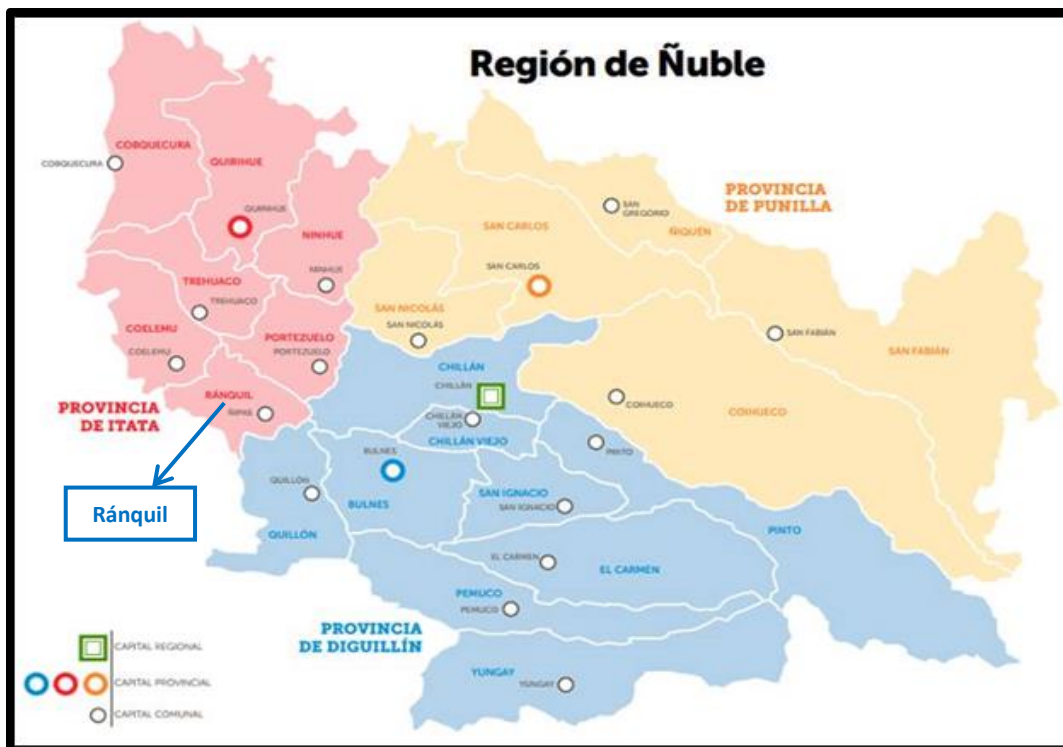 Región de Ñuble
COBQUECURA
COBQUECURA
QUIRIHUE
QUIRIHUE
NINHUE
NINHUE
TREHUACO
TREHUACO
COELEMU
COELEMU
PORTEZUELO
PORTEZUELO
RÁNQUIL
ÑIPAS
PROVINCIA
DE ITATA
Ránquil
PROVINCIA
DE PUNILLA
SAN
GREGORIO
ÑIQUÉN
SAN CARLOS
SAN CARLOS
SAN NICOLÁS
SAN NICOLÁS
SAN FABIÁN
SAN FABIÁN
COIHUECO
COIHUECO
CHILLÁN
CHILLÁN
CHILLÁN
VIEJO
CHILLÁN VIEJO
PINTO
PINTO
BULNES
BULNES
QUILLÓN
QUILLÓN
SAN IGNACIO
SAN IGNACIO
EL CARMEN
EL CARMEN
PEMUCO
PEMUCO
PROVINCIA
DE DIGUILLÍN
YUNGAY
YUNGAY
CAPITAL REGIONAL
CAPITAL PROVINCIAL
CAPITAL COMUNAL